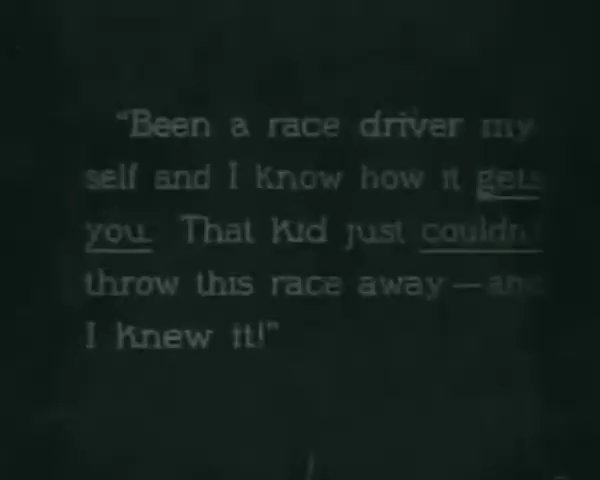 "Been a race driver my
self and I know how it gets
you. That kid just couldn't
throw this race away—and
I knew it!"